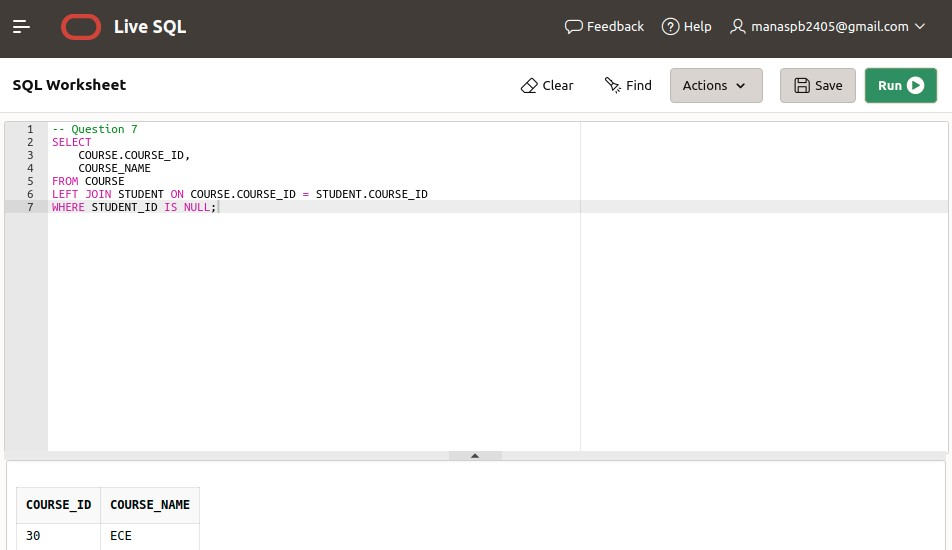 Live SQL
Feedback
Help
manaspb2405@gmail.com
SQL Worksheet
Clear
Find
Actions
Save
Run
1 -- Question 7
2 SELECT
3     COURSE.COURSE_ID,
4     COURSE_NAME
5 FROM COURSE
6 LEFT JOIN STUDENT ON COURSE.COURSE_ID = STUDENT.COURSE_ID
7 WHERE STUDENT_ID IS NULL;
COURSE_ID COURSE_NAME
30 ECE